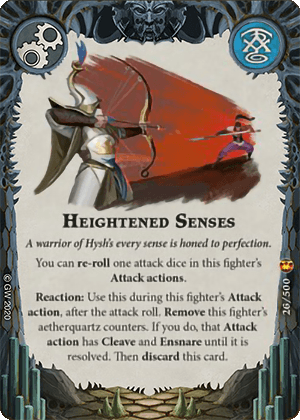 HEIGHTENED SENSES
A warrior of Hysh's every sense is honed to perfection.
You can re-roll one attack dice in this fighter's
Attack actions.
Reaction: Use this during this fighter's Attack
action, after the attack roll. Remove this fighter's
aetherquartz counters. If you do, that Attack
action has Cleave and Ensnare until it is
resolved. Then discard this card.
© GW 2020
26/500